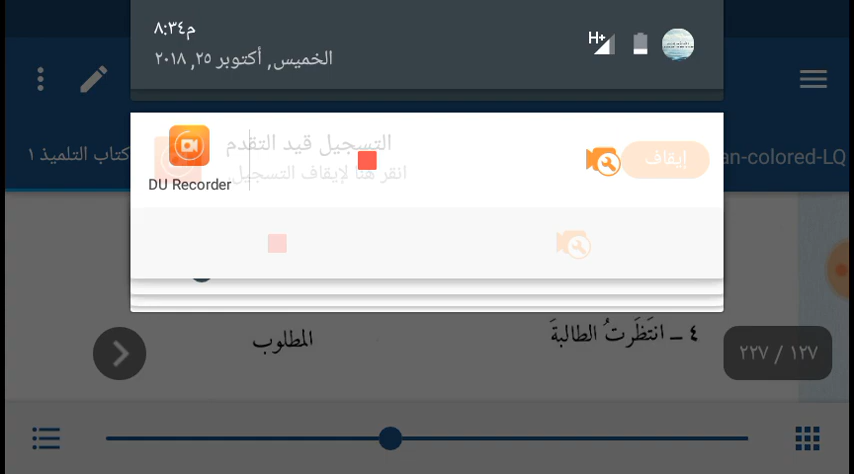 م٨:٣٤
الخميس, أكتوبر ٢٥, ٢٠١٨
H+
كتاب التلميذ ١
an-colored-LQ
التسجيل قيد التقدم
انقر هنا لإيقاف التسجيل.
إيقاف
DU Recorder
٤ – انتَظَرتُ الطالبةَ
المطلوب
١٢٧ / ٢٢٧